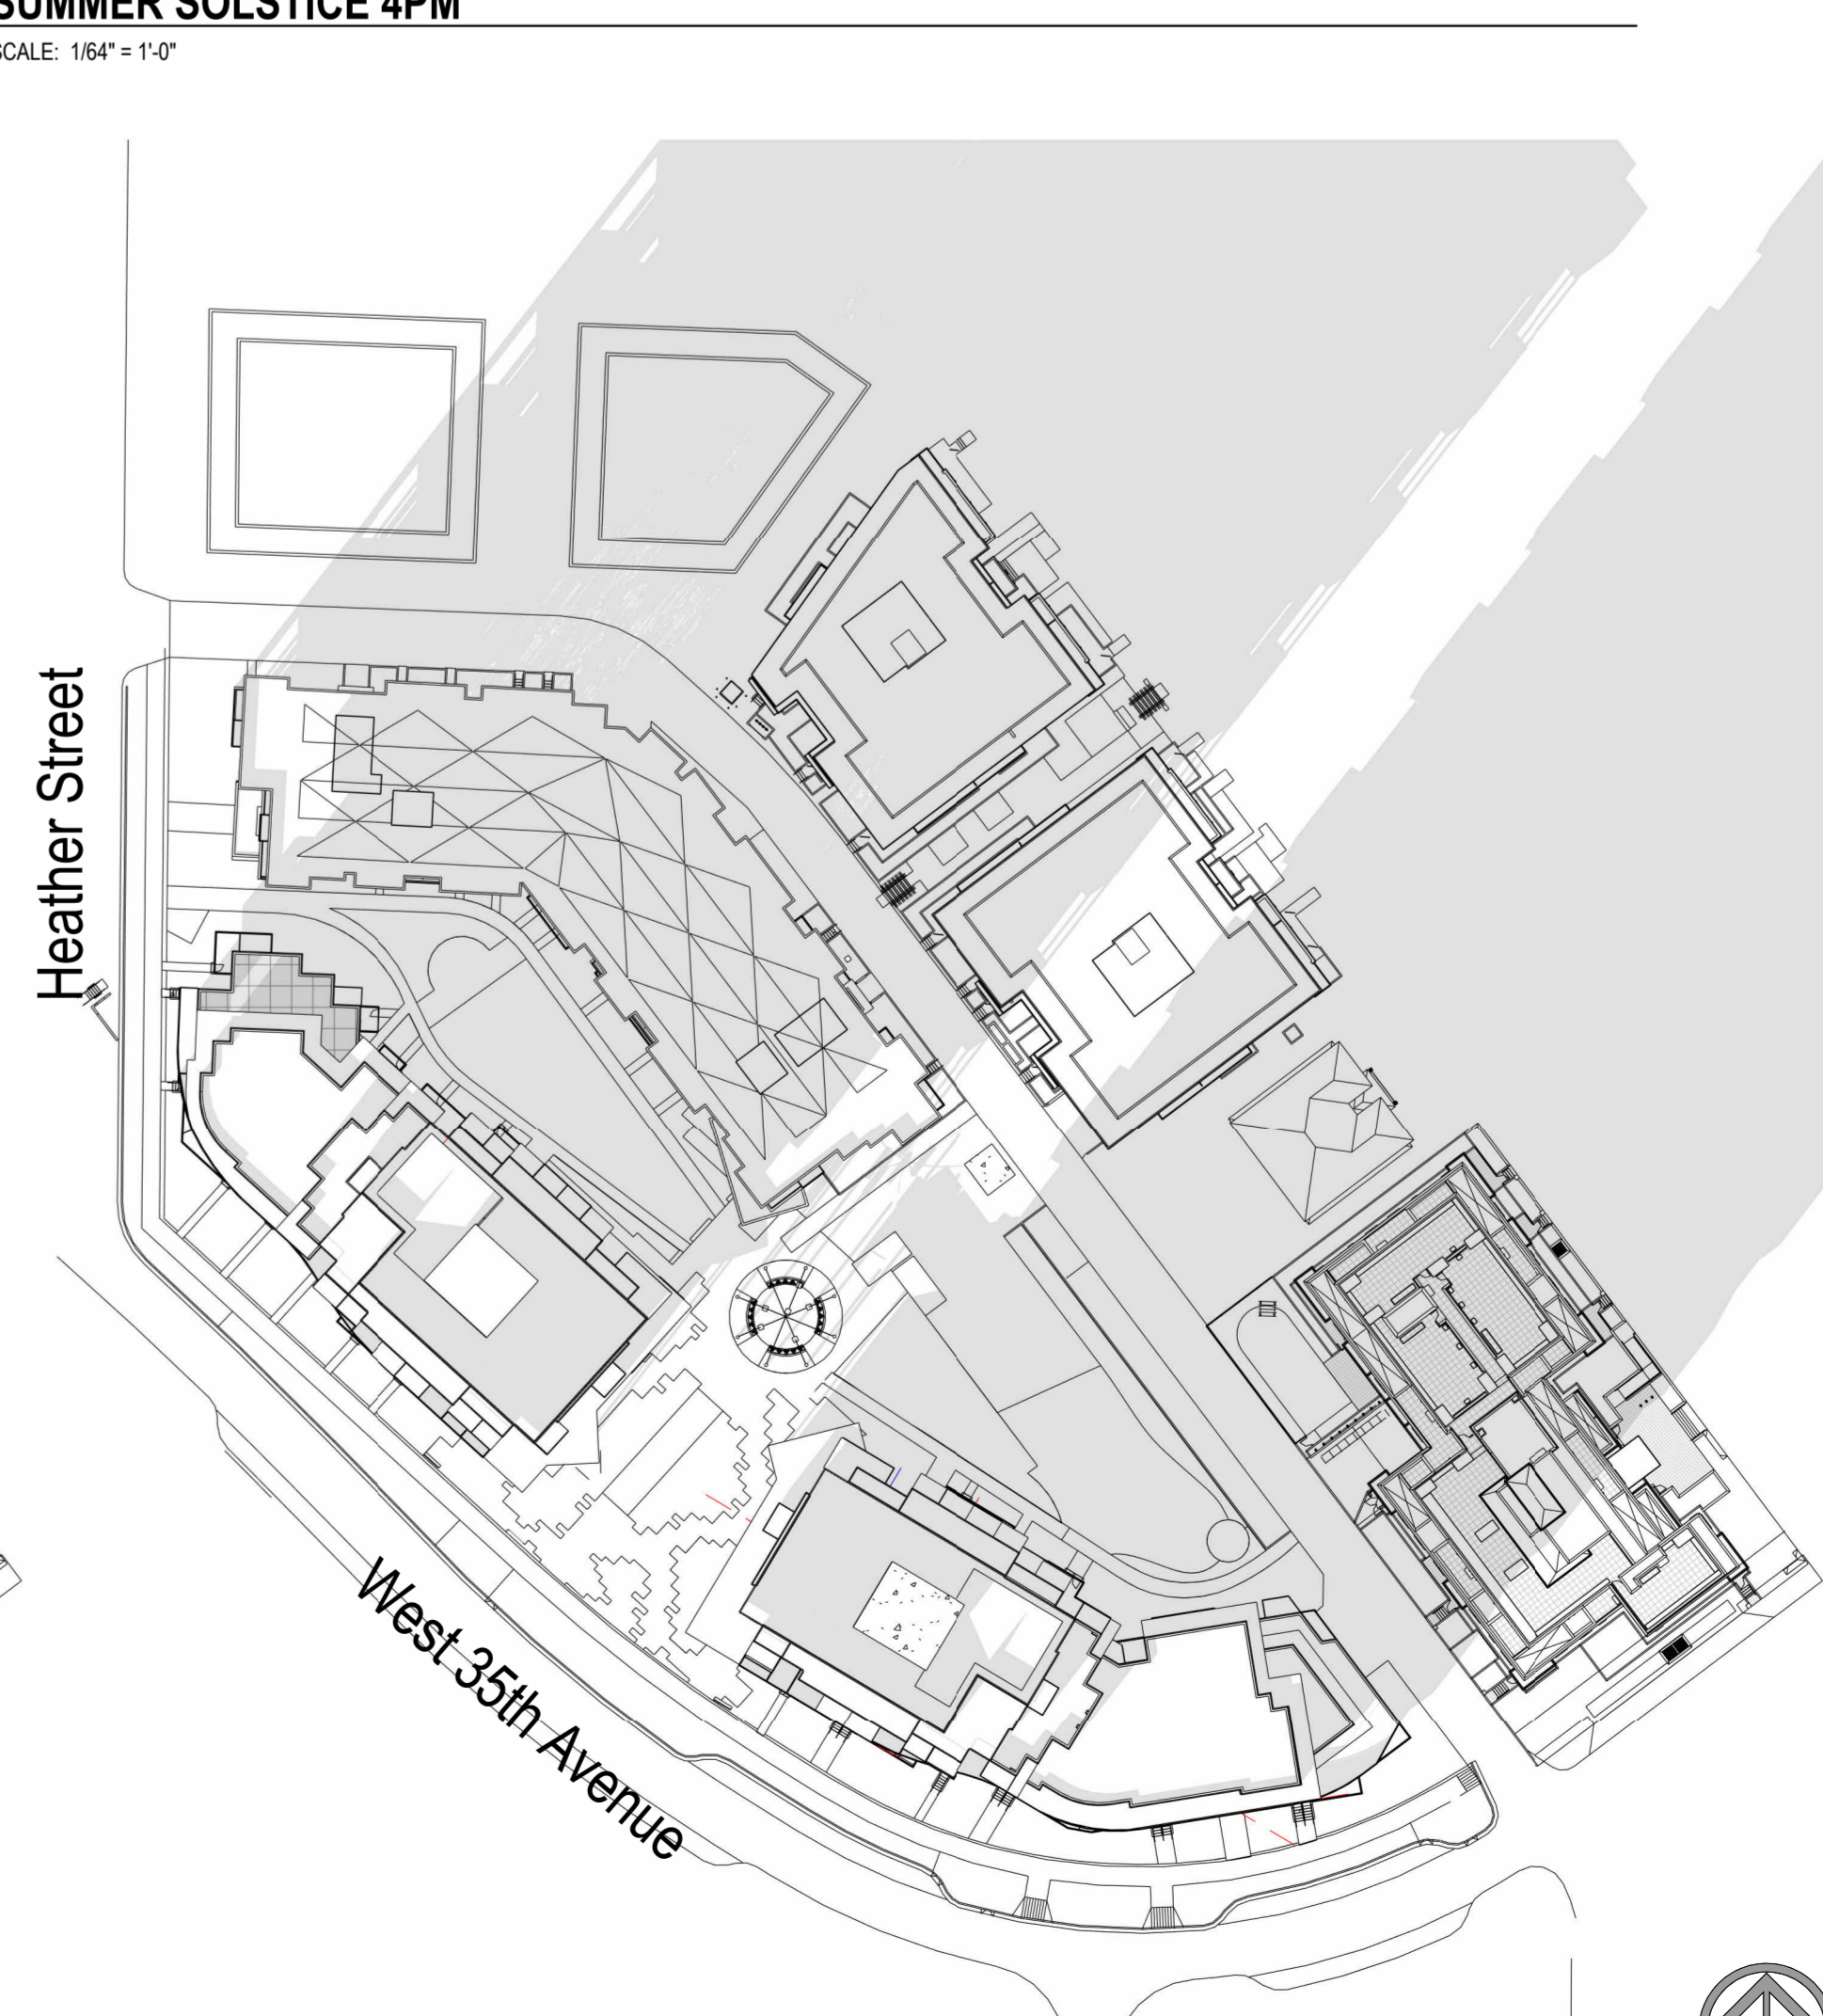 SUMMER SOLSTICE 4PM
SCALE: 1/64" = 1'-0"
Heather Street
West 35th Avenue